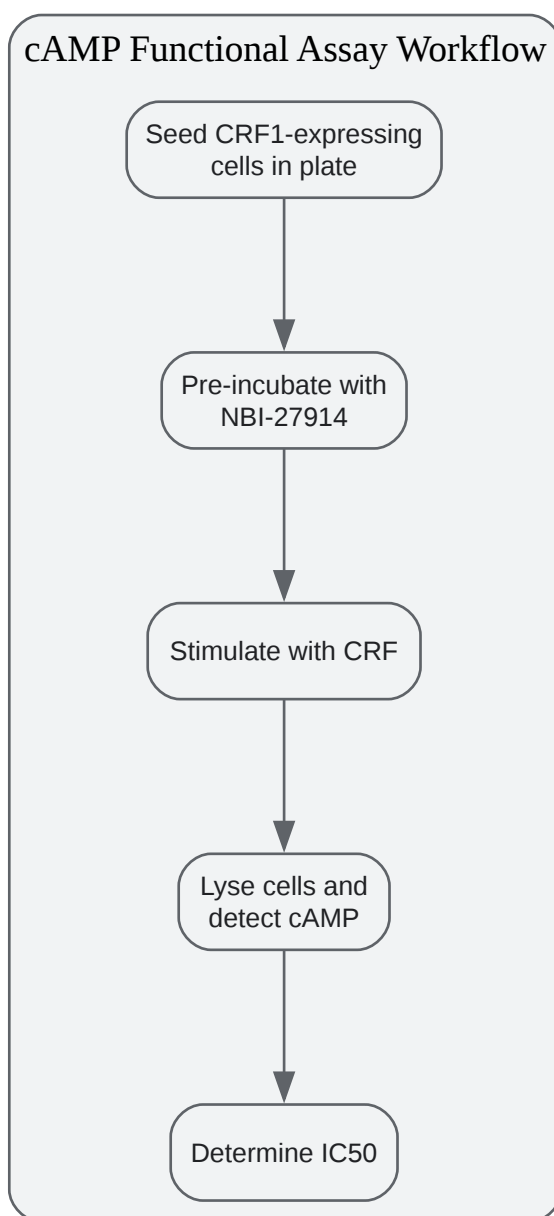 cAMP Functional Assay Workflow
Seed CRF1-expressing
cells in plate
Pre-incubate with
NBI-27914
Stimulate with CRF
Lyse cells and
detect cAMP
Determine IC50